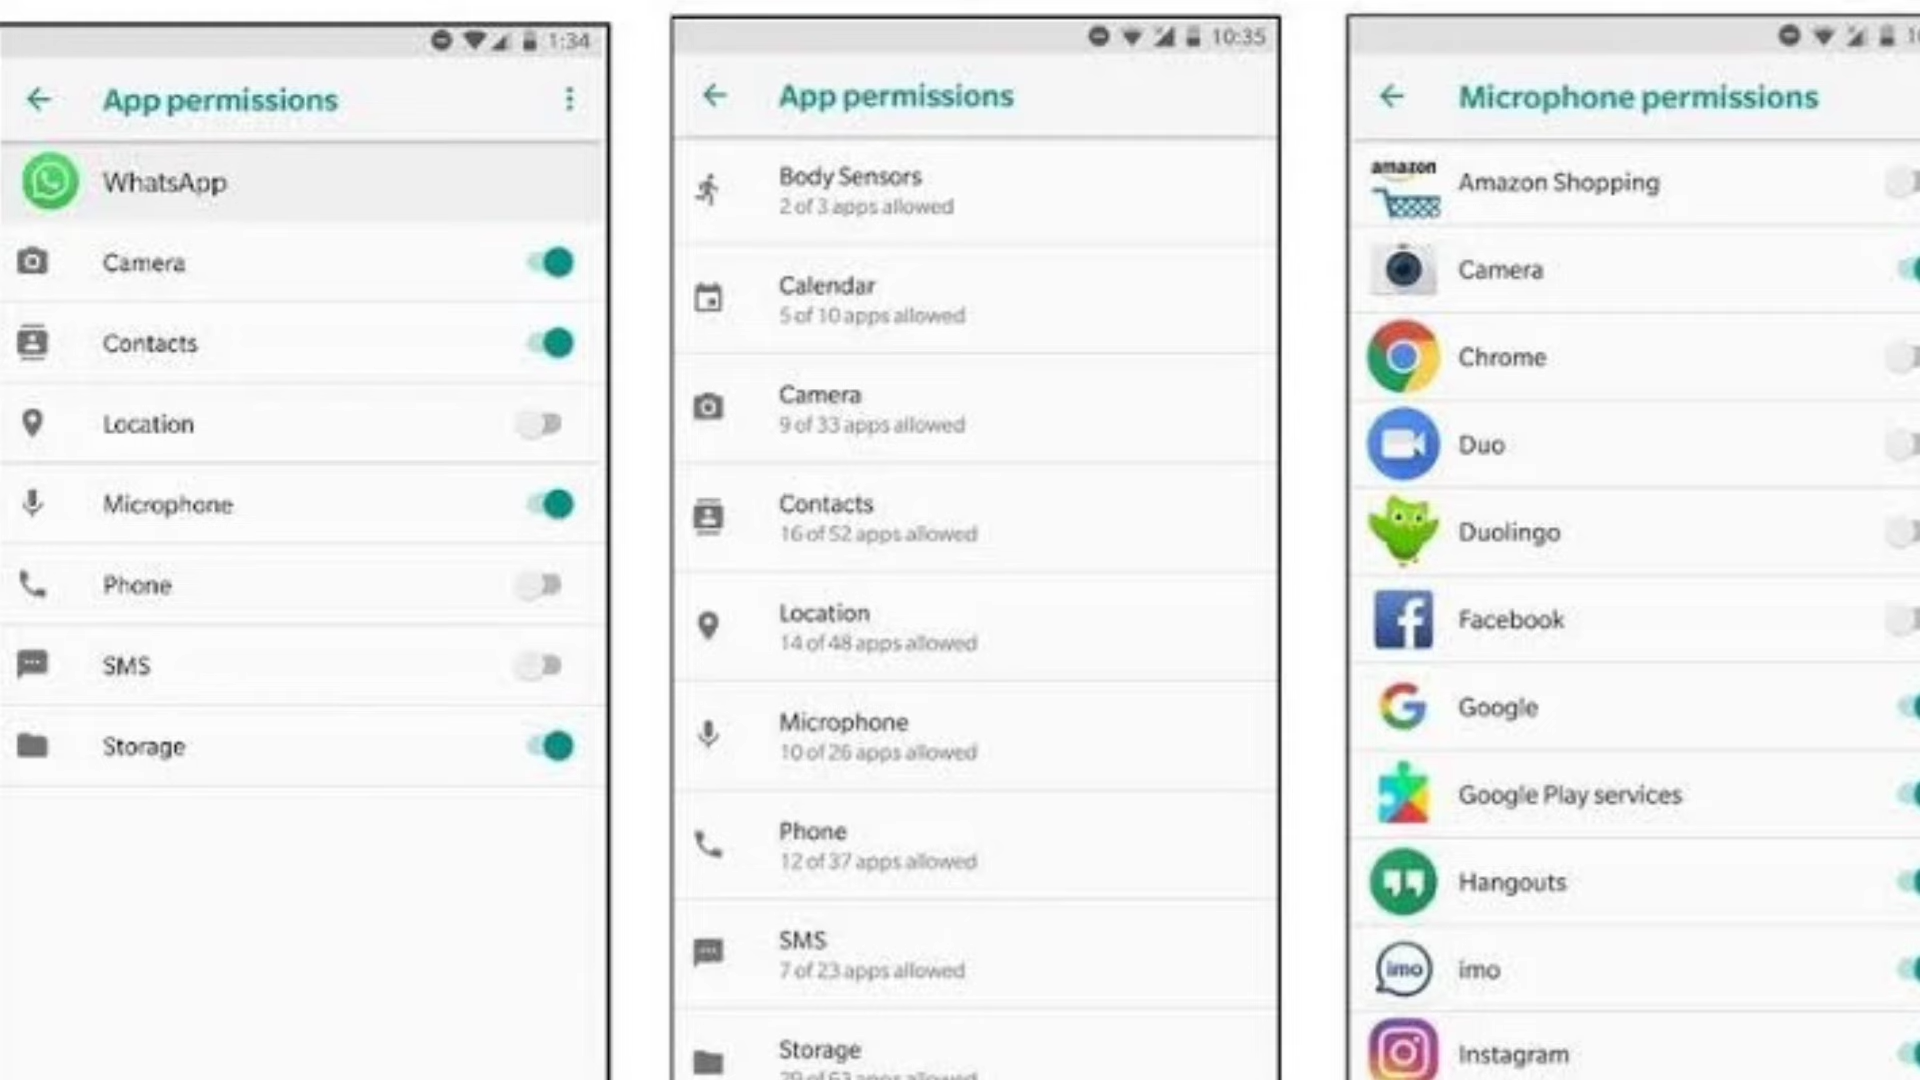 1:34
App permissions
WhatsApp
Camera
Contacts
Location
Microphone
Phone
SMS
Storage
10:35
App permissions
Body Sensors
2 of 3 apps allowed
Calendar
5 of 10 apps allowed
Camera
9 of 33 apps allowed
Contacts
16 of 52 apps allowed
Location
14 of 48 apps allowed
Microphone
10 of 26 apps allowed
Phone
12 of 37 apps allowed
SMS
7 of 23 apps allowed
Storage
Microphone permissions
amazon
Amazon Shopping
Camera
Chrome
Duo
Duolingo
Facebook
Google
Google Play services
Hangouts
imo
imo
Instagram